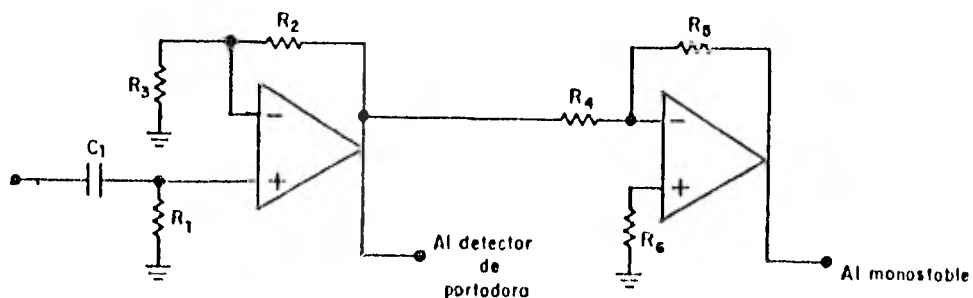 R2
R3
C1
R1
−
+
Al detector
de
portadora
R4
R5
−
+
R6
Al monostable